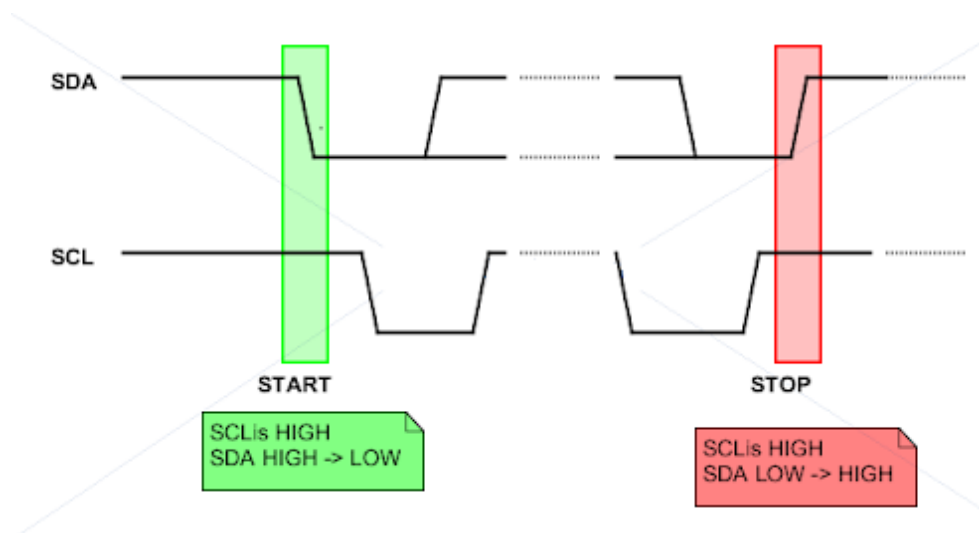 SDA
SCL
START
STOP
SCLis HIGH
SDA HIGH -> LOW
SCLis HIGH
SDA LOW -> HIGH